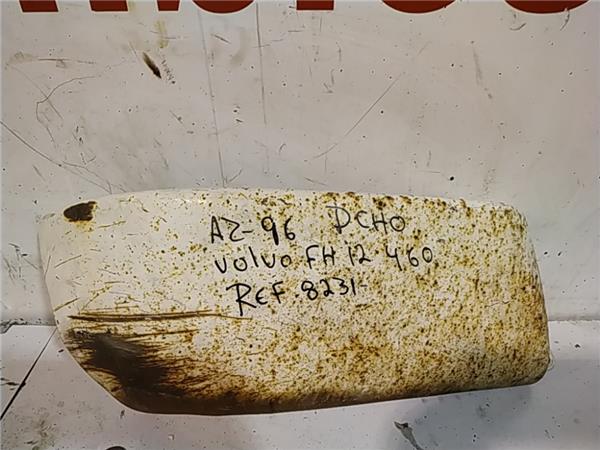 AZ-96 DCHO
Volvo FH 12 460
REF. 8231-